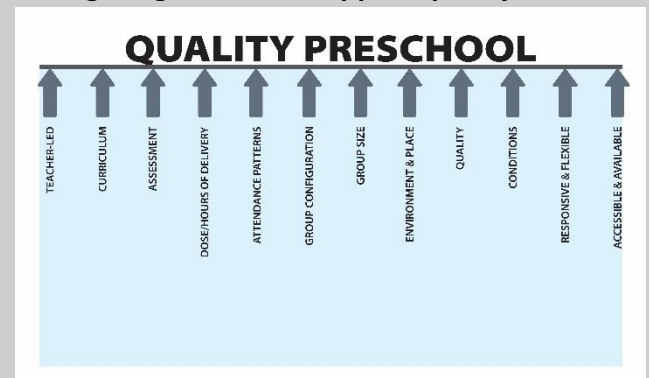 QUALITY PRESCHOOL
TEACHER-LED
CURRICULUM
ASSESSMENT
DOSE/HOURS OF DELIVERY
ATTENDANCE PATTERNS
GROUP CONFIGURATION
GROUP SIZE
ENVIRONMENT & PLACE
QUALITY
CONDITIONS
RESPONSIVE & FLEXIBLE
ACCESSIBLE & AVAILABLE